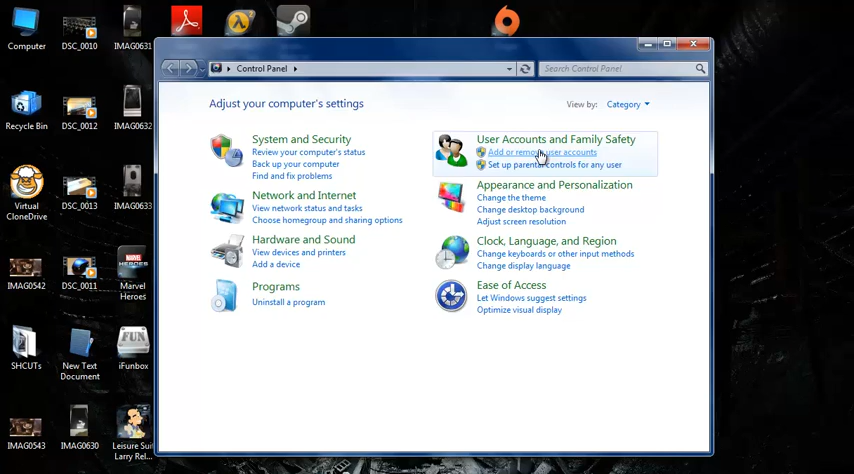 Computer
DSC_0010
IMAG0631
Recycle Bin
DSC_0012
IMAG0632
Virtual
CloneDrive
DSC_0013
IMAG0633
IMAG0542
DSC_0011
Marvel
Heroes
SHCUTs
New Text
Document
iFunbox
IMAG0543
IMAG0630
Leisure Suit
Larry Rel...
Control Panel
Search Control Panel
Adjust your computer's settings
View by: Category
System and Security
Review your computer's status
Back up your computer
Find and fix problems
Network and Internet
View network status and tasks
Choose homegroup and sharing options
Hardware and Sound
View devices and printers
Add a device
Programs
Uninstall a program
User Accounts and Family Safety
Add or remove user accounts
Set up parental controls for any user
Appearance and Personalization
Change the theme
Change desktop background
Adjust screen resolution
Clock, Language, and Region
Change keyboards or other input methods
Change display language
Ease of Access
Let Windows suggest settings
Optimize visual display